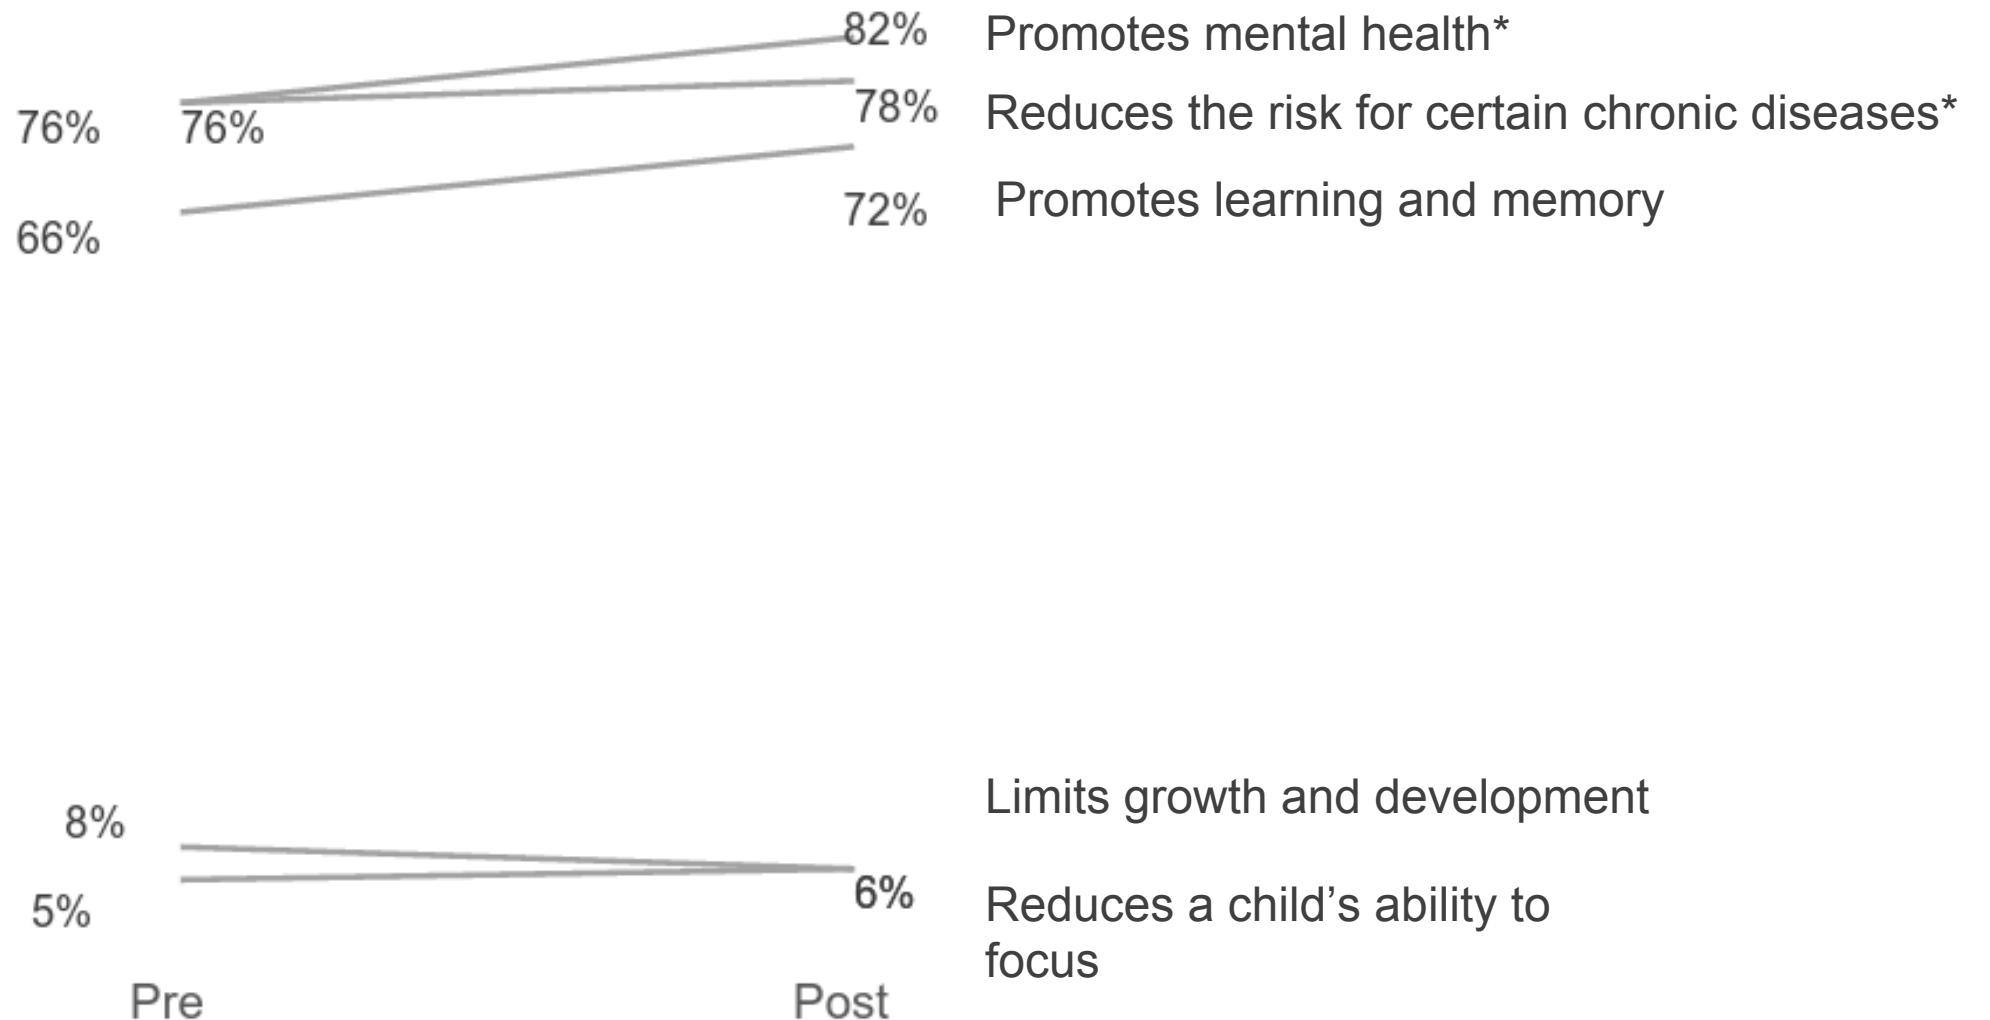 82% Promotes mental health*
76% 76% 78% Reduces the risk for certain chronic diseases*
66% 72% Promotes learning and memory
8% Limits growth and development
5% 6% Reduces a child’s ability to
focus
Pre Post